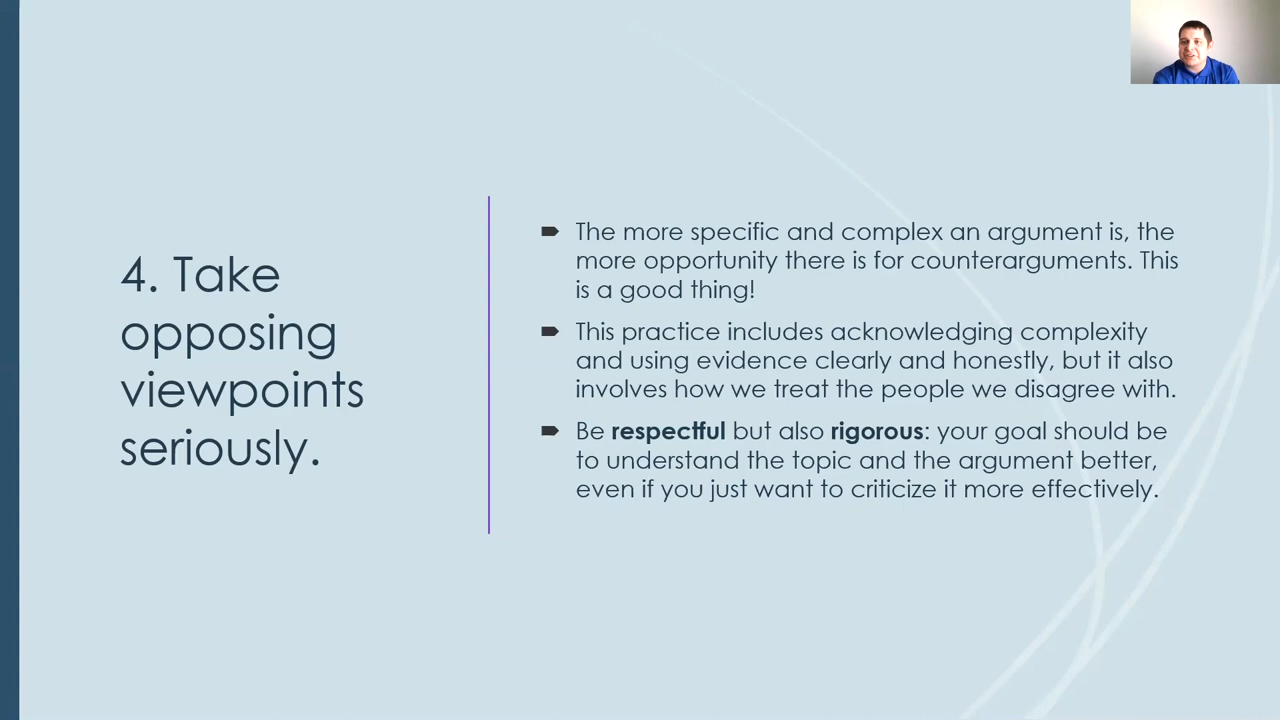 4. Take
opposing
viewpoints
seriously.
The more specific and complex an argument is, the
more opportunity there is for counterarguments. This
is a good thing!
This practice includes acknowledging complexity
and using evidence clearly and honestly, but it also
involves how we treat the people we disagree with.
Be respectful but also rigorous: your goal should be
to understand the topic and the argument better,
even if you just want to criticize it more effectively.